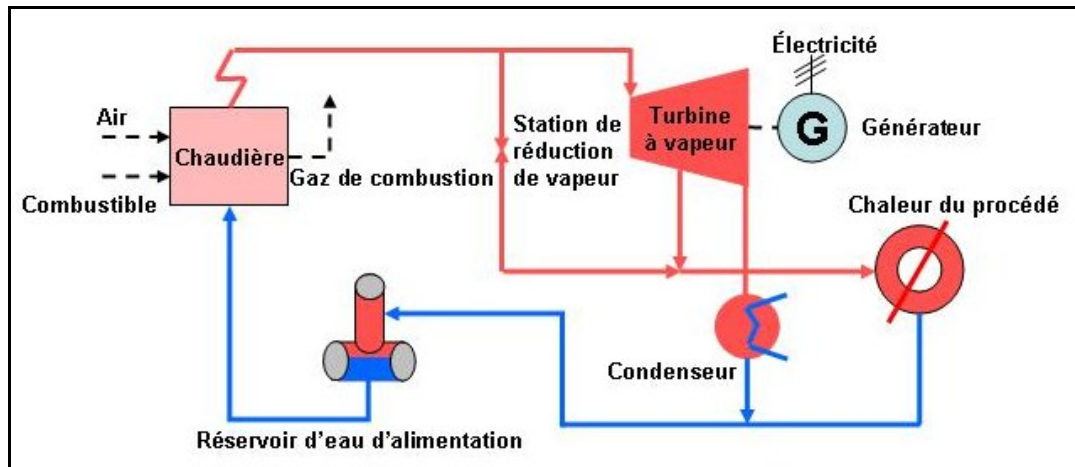 Électricité
Air
Chaudière
Combustible
Gaz de combustion
Station de
réduction
de vapeur
Turbine
à vapeur
G
Générateur
Chaleur du procédé
Condenseur
Réservoir d'eau d'alimentation